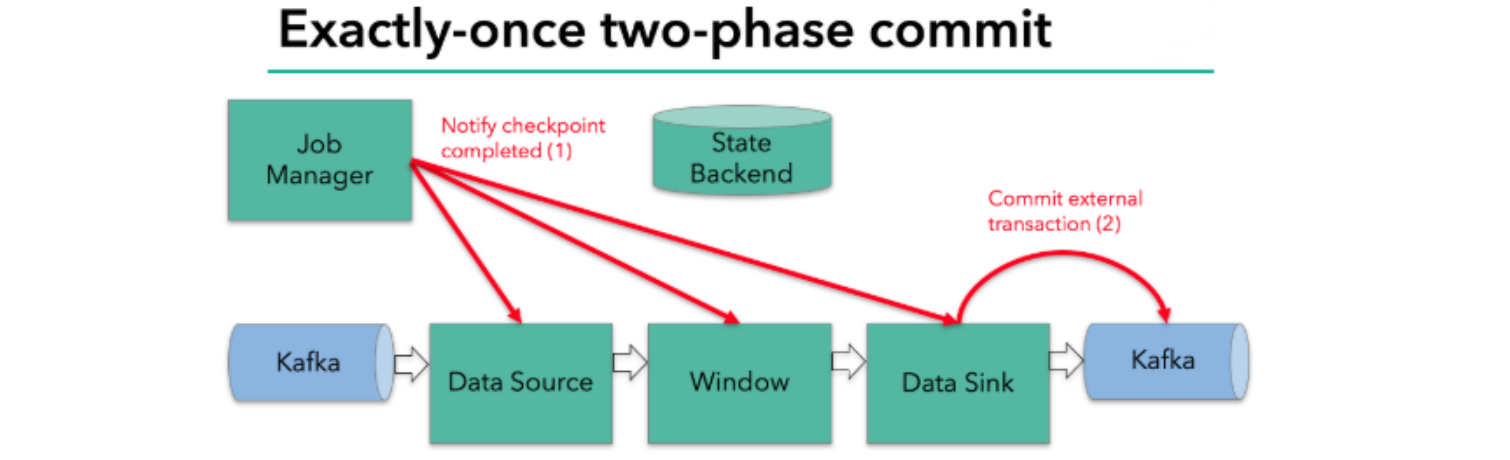 Exactly-once two-phase commit
Job
Manager
Notify checkpoint
completed (1)
State
Backend
Commit external
transaction (2)
Kafka
Data Source
Window
Data Sink
Kafka